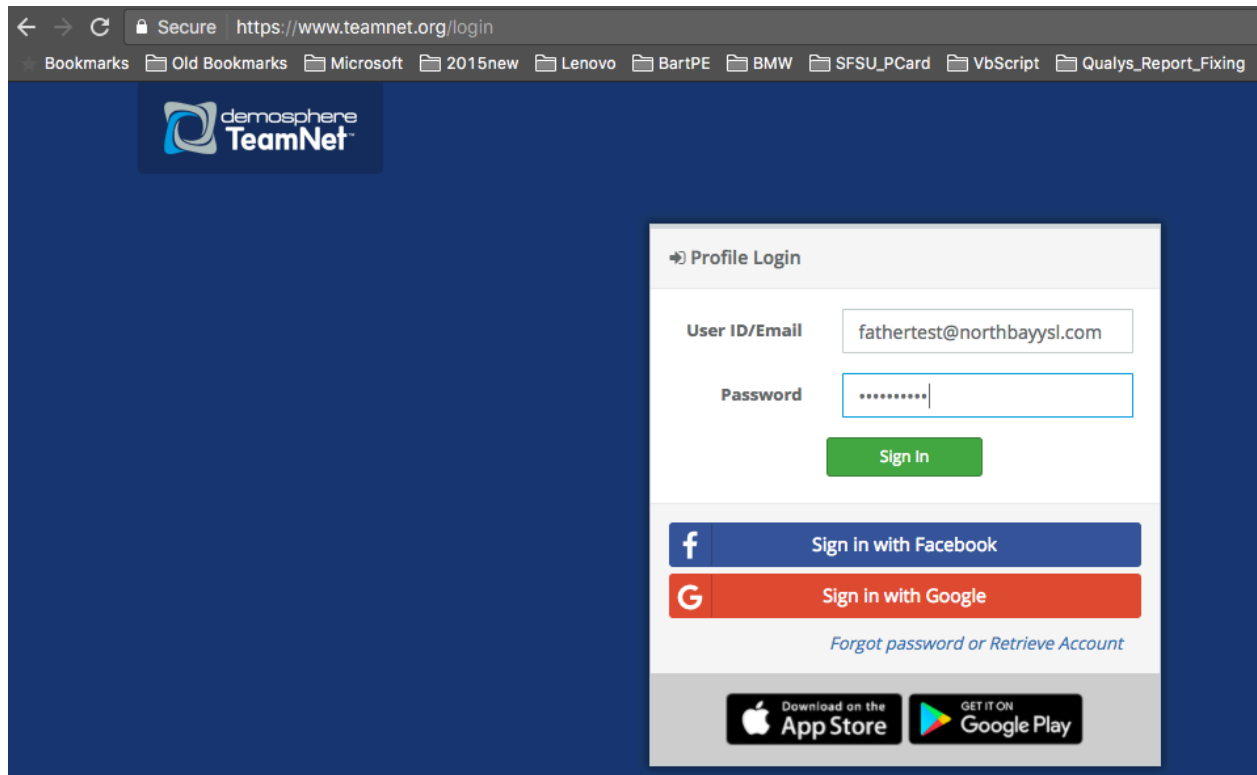 Secure https://www.teamnet.org/login
Bookmarks Old Bookmarks Microsoft 2015new Lenovo BartPE BMW SFSU_PCard VbScript Qualys_Report_Fixing
demosphere
TeamNet™
Profile Login
User ID/Email fathertest@northbayysl.com
Password ••••••••••
Sign In
f Sign in with Facebook
G Sign in with Google
Forgot password or Retrieve Account
Download on the
App Store
GET IT ON
Google Play